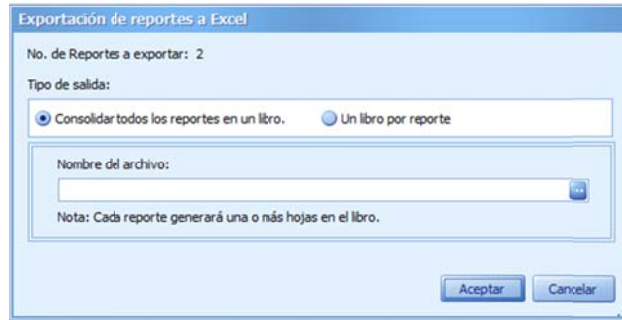 Exportación de reportes a Excel
No. de Reportes a exportar: 2
Tipo de salida:
Consolidar todos los reportes en un libro. Un libro por reporte
Nombre del archivo:
...
Nota: Cada reporte generará una o más hojas en el libro.
Aceptar Cancelar